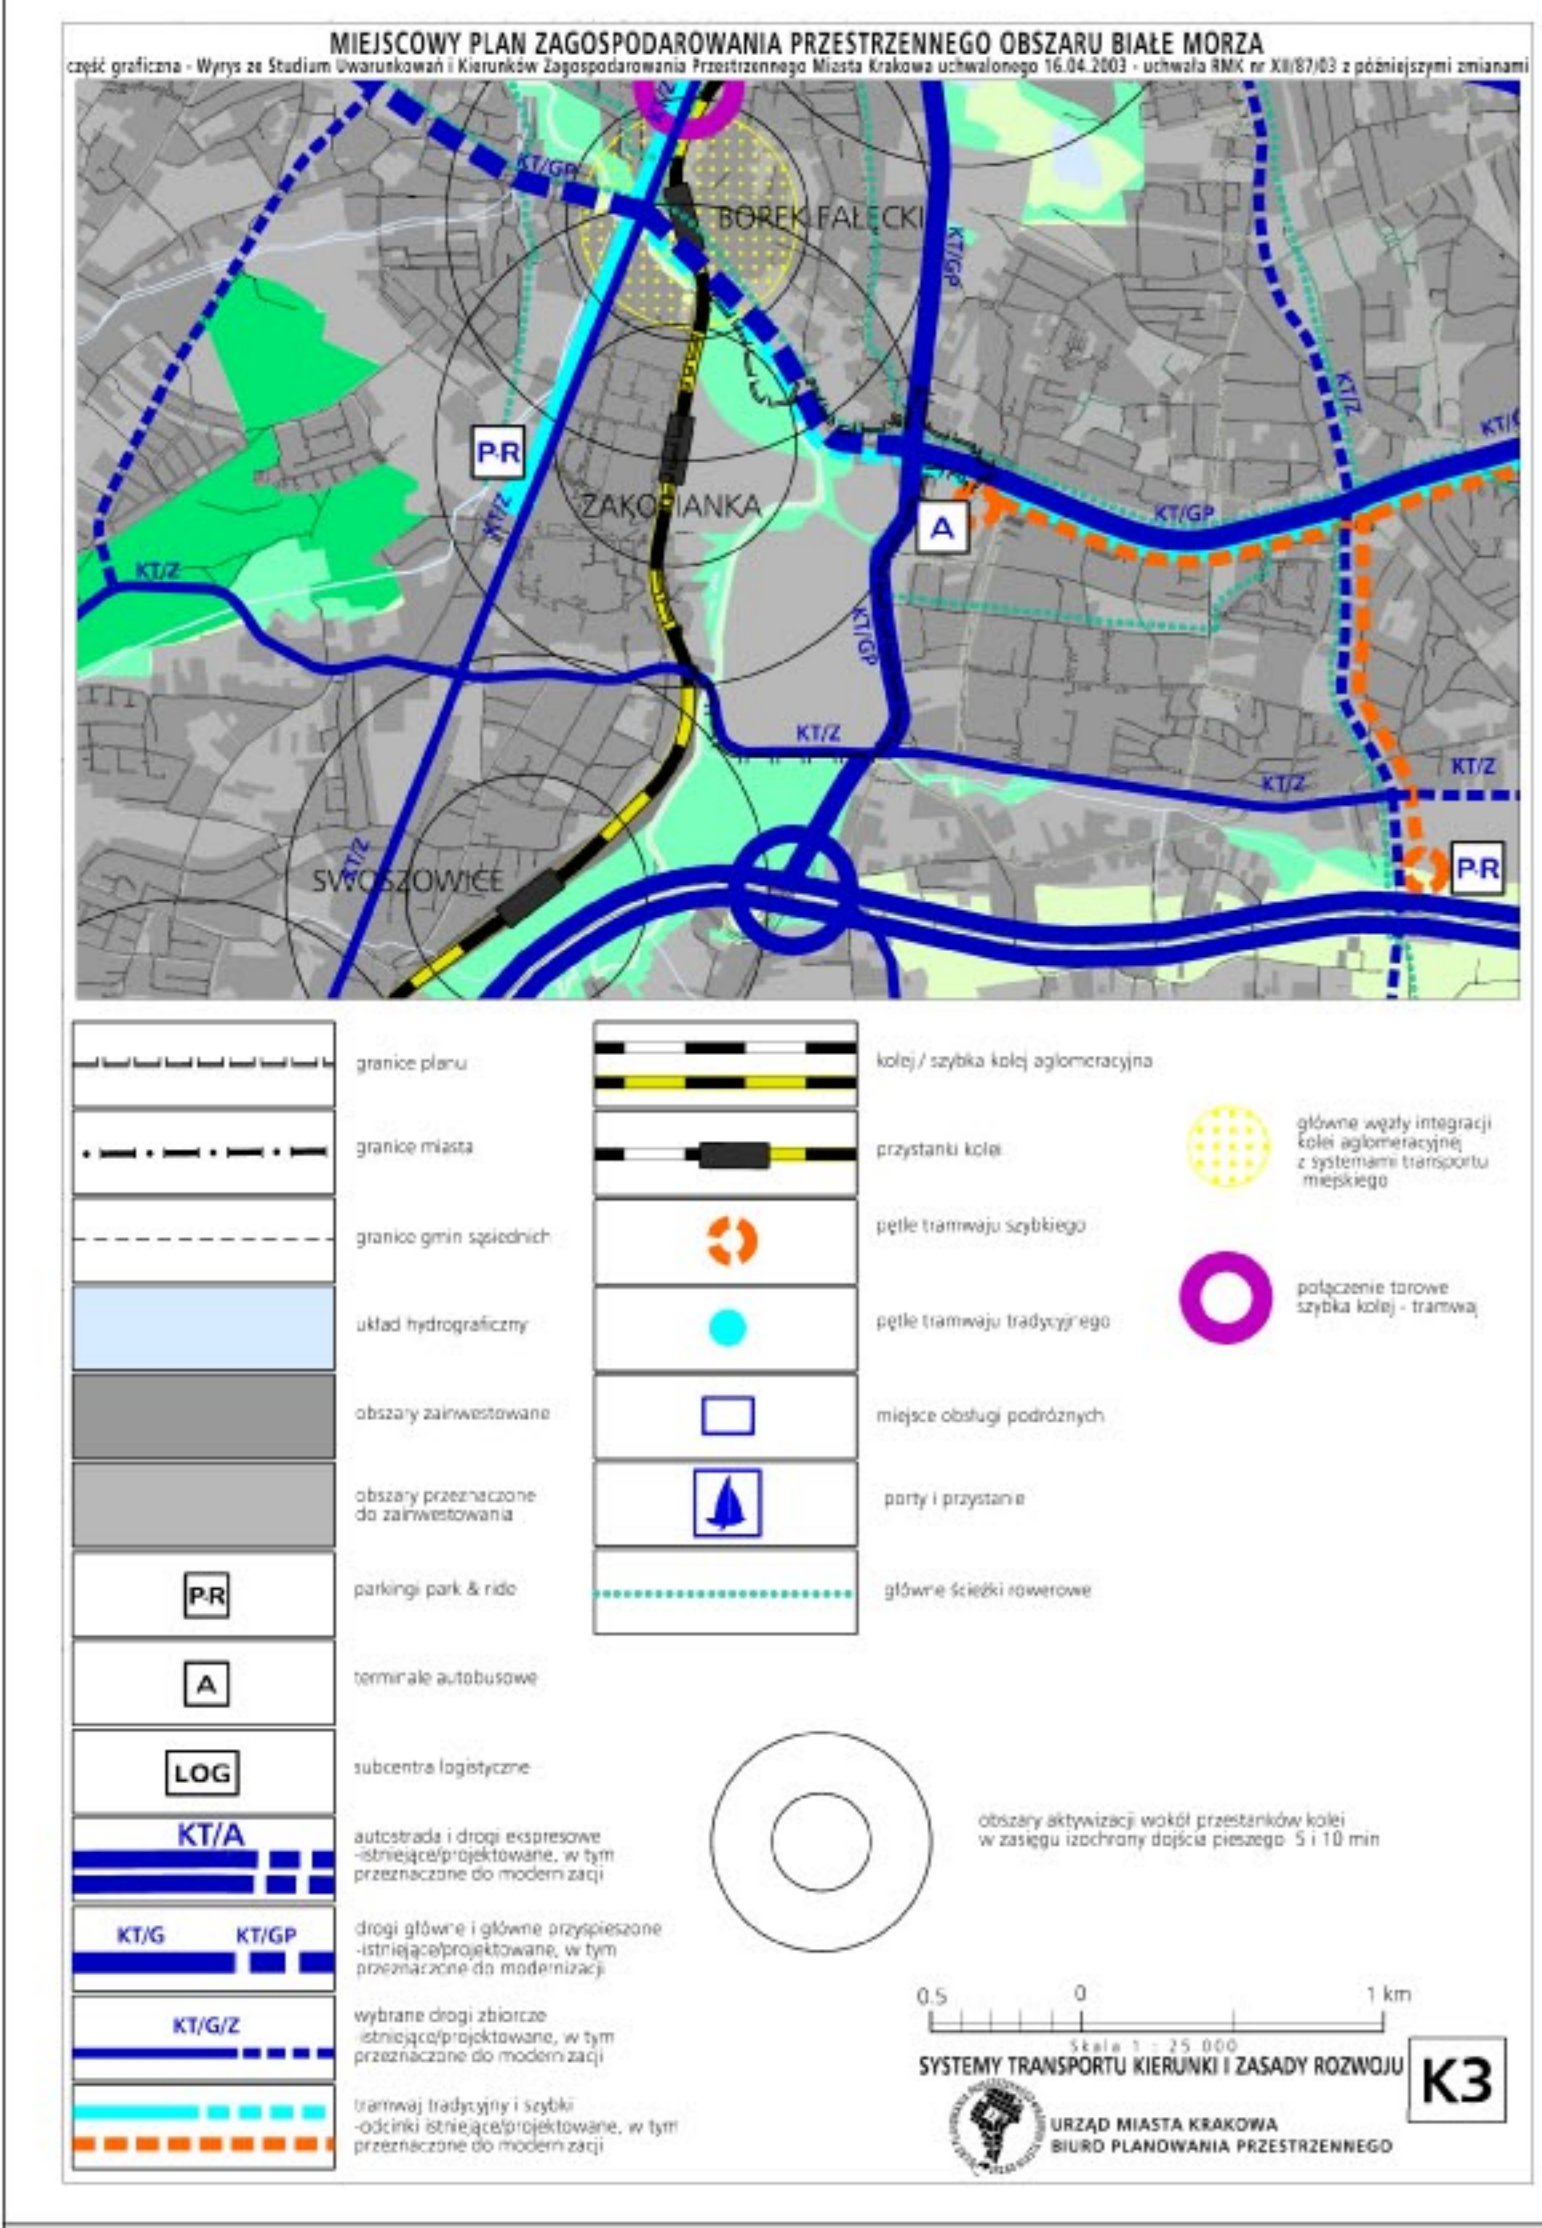 MIEJSCOWY PLAN ZAGOSPODAROWANIA PRZESTRZENNEGO OBSZARU BIAŁE MORZA
część graficzna - Wyrys ze Studium Uwarunkowań i Kierunków Zagospodarowania Przestrzennego Miasta Krakowa uchwalonego 16.04.2003 - uchwała RMK nr XII/87/03 z późniejszymi zmianami
KT/Z
KT/GP
BOREK FAŁĘCKI
KT/GP
KT/Z
P+R
ZAKOPIANKA
KT/Z
A
KT/GP
KT/Z
KT/GP
KT/Z
KT/Z
KT/Z
KT/Z
SWOSZOWICE
P+R
granice planu
granice miasta
granice gmin sąsiednich
układ hydrograficzny
obszary zainwestowane
obszary przeznaczone
do zainwestowania
P+R
parkingi park & ride
A
terminale autobusowe
LOG
subcentra logistyczne
KT/A
autostrada i drogi ekspresowe
-istniejące/projektowane, w tym
przeznaczone do modernizacji
KT/G KT/GP
drogi główne i główne przyspieszone
-istniejące/projektowane, w tym
przeznaczone do modernizacji
KT/G/Z
wybrane drogi zbiorcze
-istniejące/projektowane, w tym
przeznaczone do modernizacji
tramwaj tradycyjny i szybki
-odcinki istniejące/projektowane, w tym
przeznaczone do modernizacji
kolej / szybka kolej aglomeracyjna
przystanki kolei
pętle tramwaju szybkiego
pętle tramwaju tradycyjnego
miejsce obsługi podróżnych
porty i przystanie
główne ścieżki rowerowe
główne węzły integracji
kolei aglomeracyjnej
z systemami transportu
miejskiego
połączenie torowe
szybka kolej - tramwaj
obszary aktywizacji wokół przestanków kolei
w zasięgu izochrony dojścia pieszego 5 i 10 min
0.5 0 1 km
Skala 1 : 25 000
SYSTEMY TRANSPORTU KIERUNKI I ZASADY ROZWOJU
K3
URZĄD MIASTA KRAKOWA
BIURO PLANOWANIA PRZESTRZENNEGO